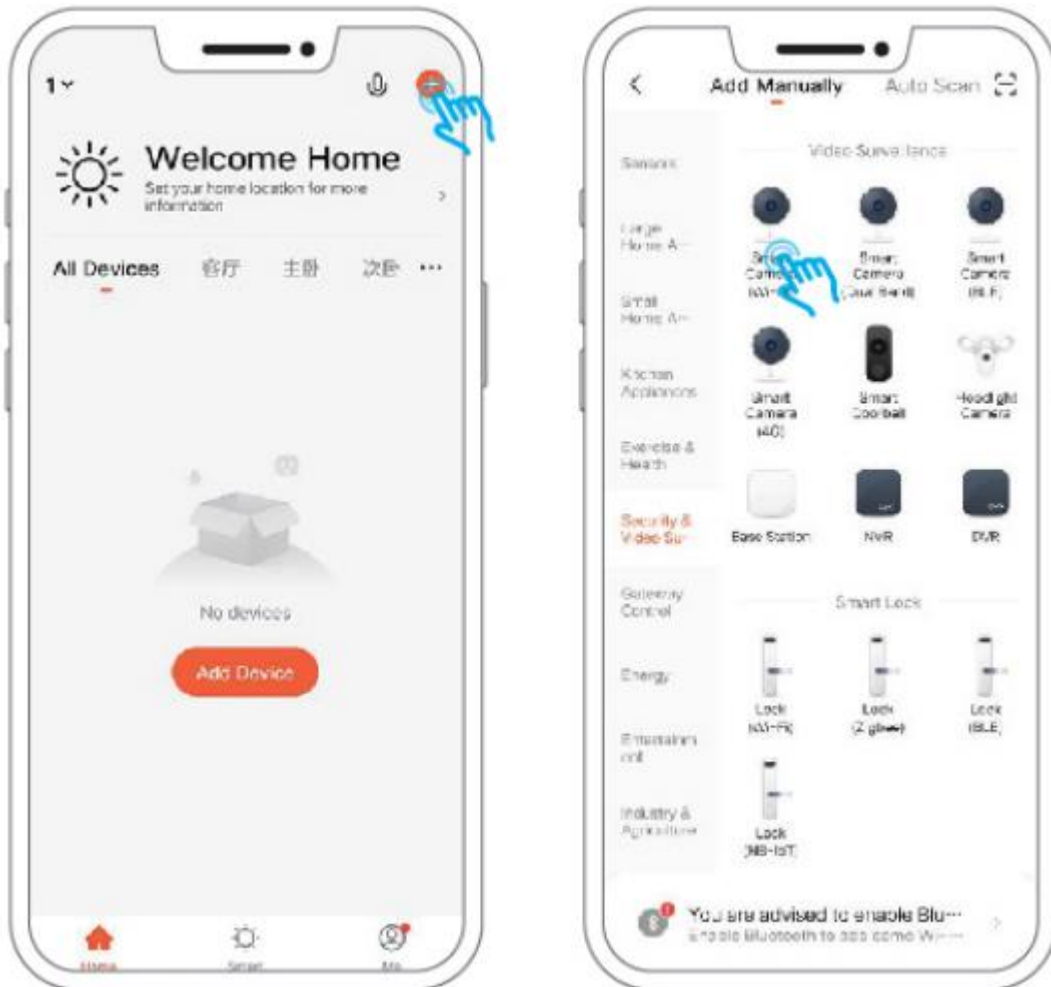 1
Welcome Home
Set your home location for more
information
All Devices 客厅 主卧 次卧 ...
No devices
Add Device
Home Smart Me
Add Manually Auto Scan
Video Surveillance
Sensors
Large
Home A...
Small
Home A...
Kitchen
Appliances
Exercise &
Health
Security &
Video Su...
Gateway
Control
Energy
Entertainm
ent
Industry &
Agriculture
Smart
Camera
Smart
Camera
(Dual Band)
Smart
Camera
(BLE)
Smart
Camera
(4G)
Smart
Doorbell
Floodlight
Camera
Base Station
NVR
DVR
Smart Lock
Lock
(Wi-Fi)
Lock
(Zigbee)
Lock
(BLE)
Lock
(NB-IoT)
You are advised to enable Blu...
Enable Bluetooth to add some W...